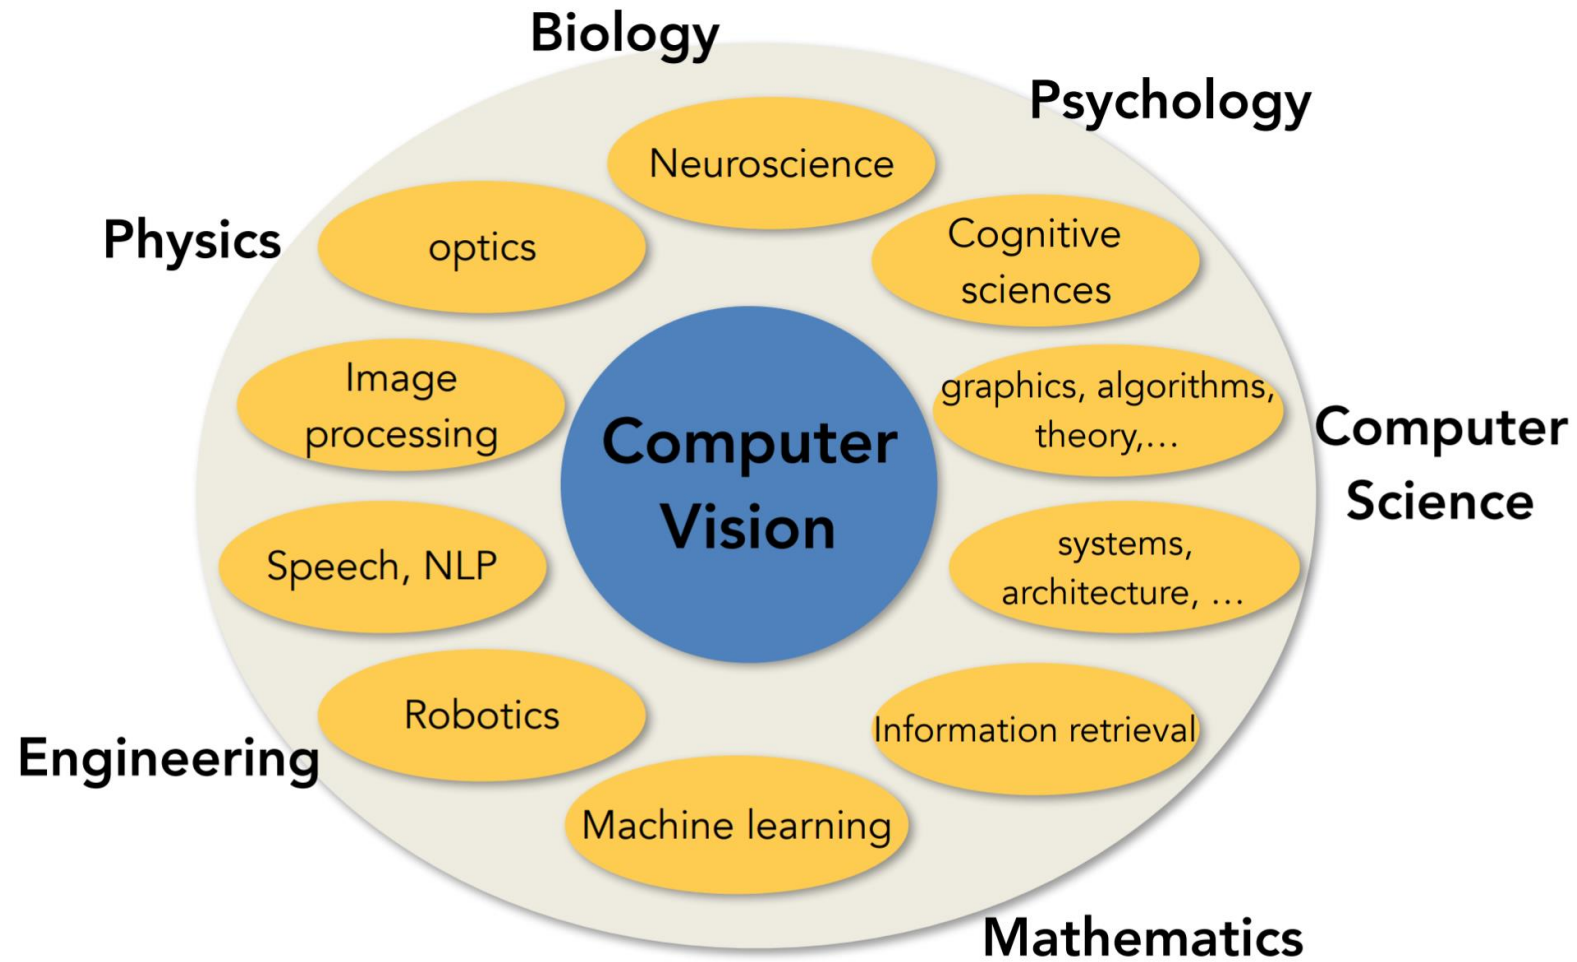 Biology
Psychology
Neuroscience
Physics
optics
Cognitive
sciences
Image
processing
Computer
Vision
graphics, algorithms,
theory,...
Computer
Science
Speech, NLP
systems,
architecture, ...
Robotics
Information retrieval
Engineering
Machine learning
Mathematics